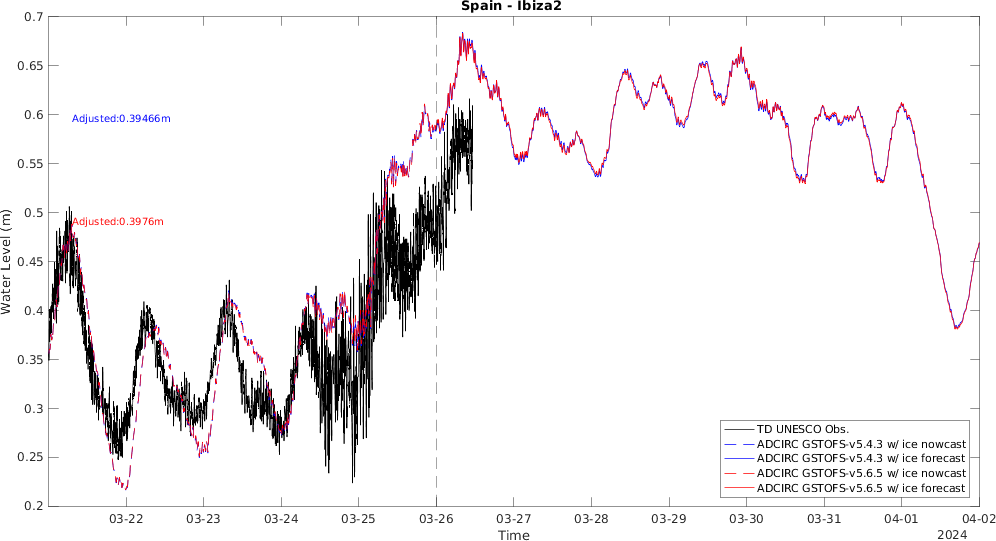 Spain - Ibiza2
0.7
0.65
0.6
0.55
0.5
0.45
0.4
0.35
0.3
0.25
0.2
Water Level (m)
Adjusted:0.39466m
Adjusted:0.3976m
TD UNESCO Obs.
ADCIRC GSTOFS-v5.4.3 w/ ice nowcast
ADCIRC GSTOFS-v5.4.3 w/ ice forecast
ADCIRC GSTOFS-v5.6.5 w/ ice nowcast
ADCIRC GSTOFS-v5.6.5 w/ ice forecast
03-22 03-23 03-24 03-25 03-26 03-27 03-28 03-29 03-30 03-31 04-01 04-02
Time
2024